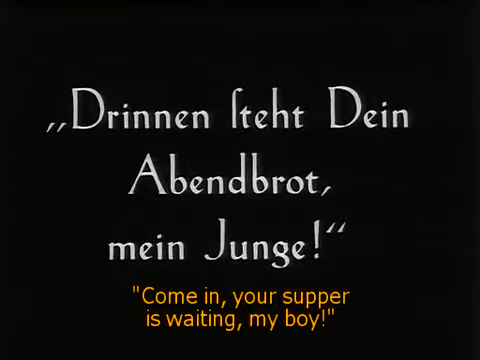 „Drinnen ſteht Dein
Abendbrot,
mein Junge!“
"Come in, your supper
is waiting, my boy!"